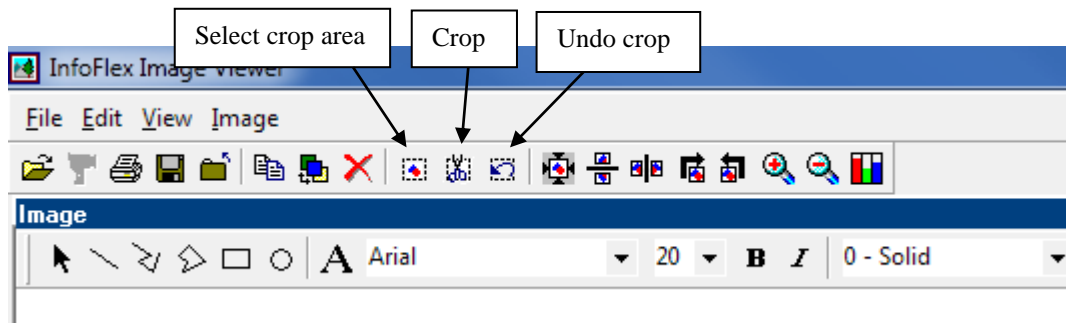 Select crop area
Crop
Undo crop
InfoFlex Image Viewer
File Edit View Image
Image
A Arial 20 B I 0 - Solid